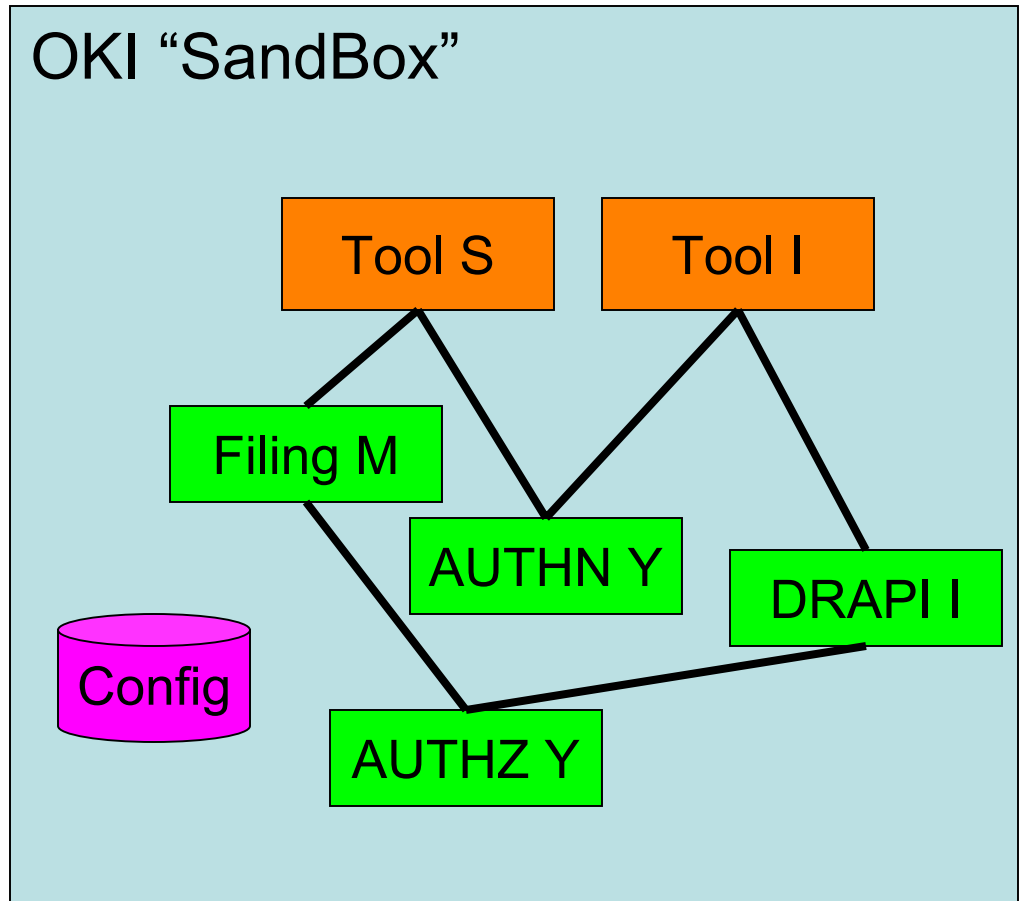 OKI “SandBox”
Tool S
Tool I
Filing M
AUTHN Y
DRAPI I
Config
AUTHZ Y